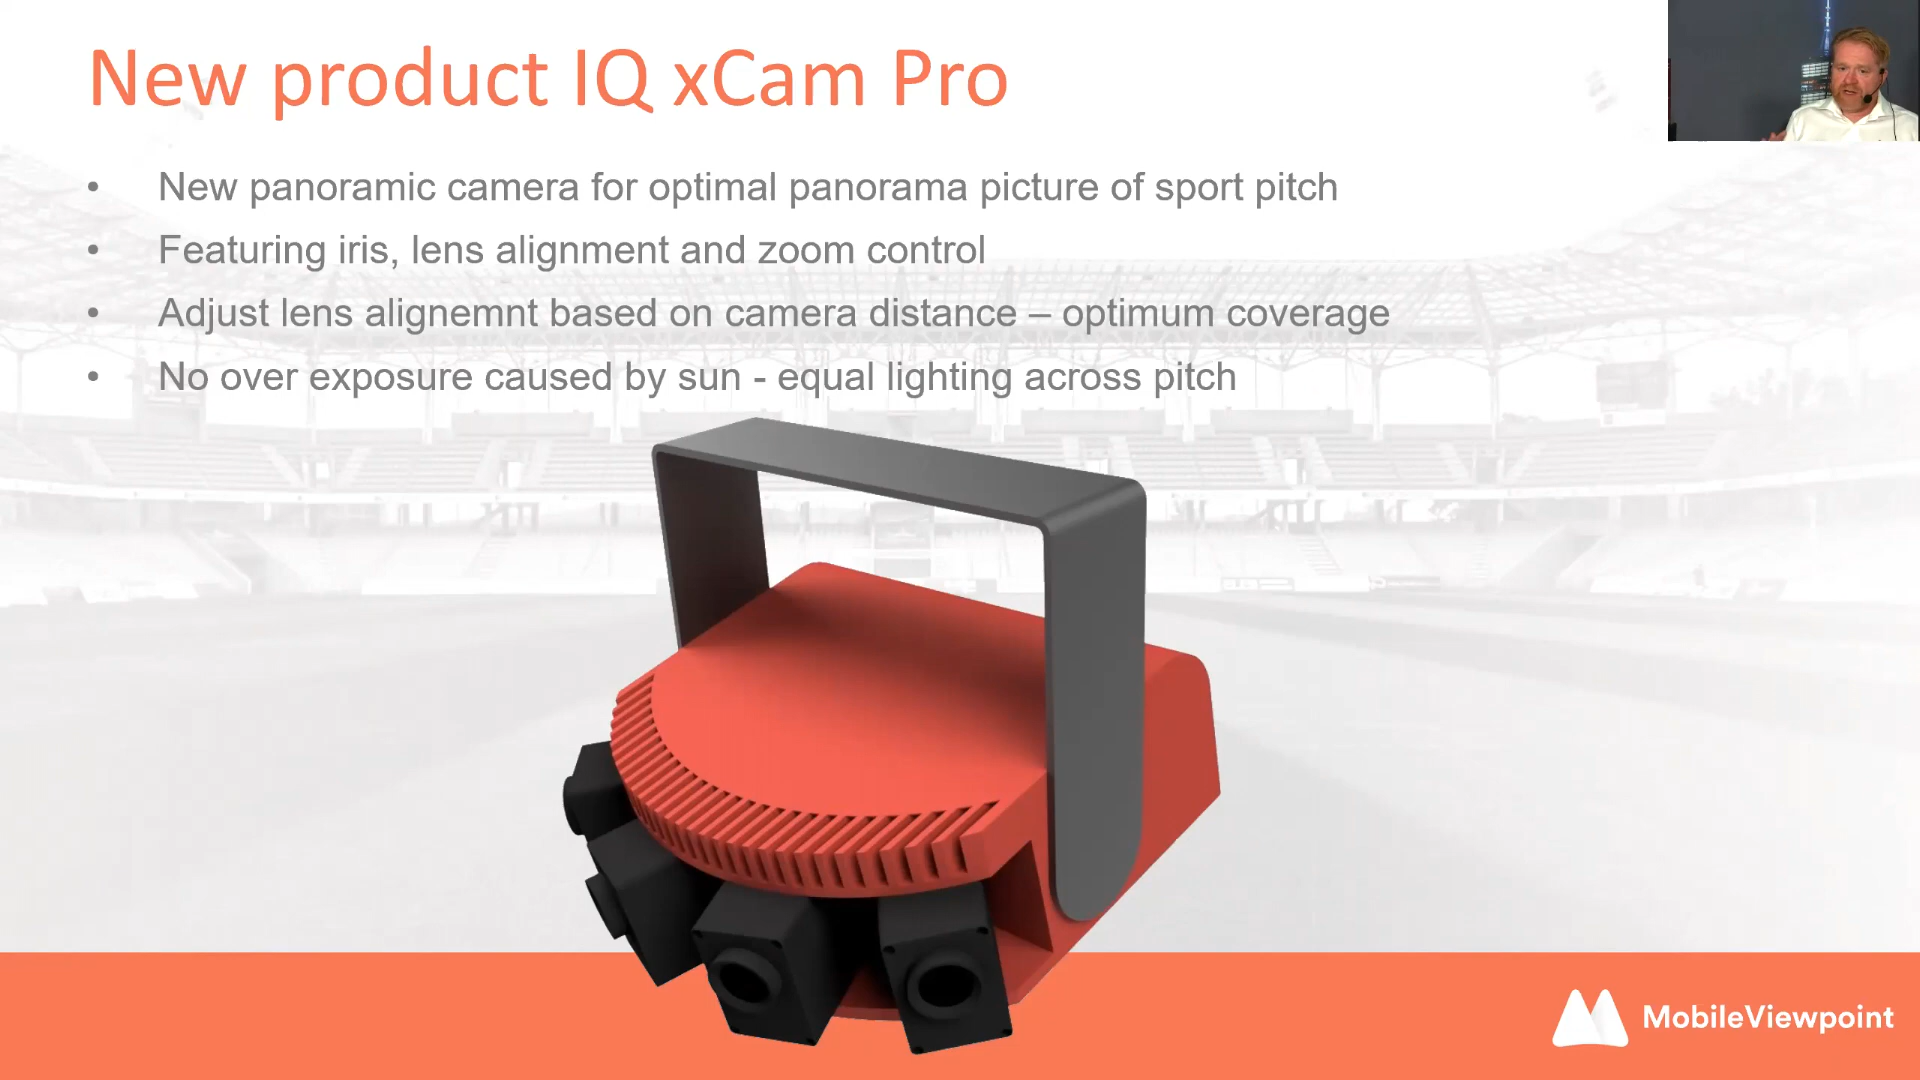 New product IQ xCam Pro
• New panoramic camera for optimal panorama picture of sport pitch
• Featuring iris, lens alignment and zoom control
• Adjust lens alignemnt based on camera distance – optimum coverage
• No over exposure caused by sun - equal lighting across pitch
MobileViewpoint